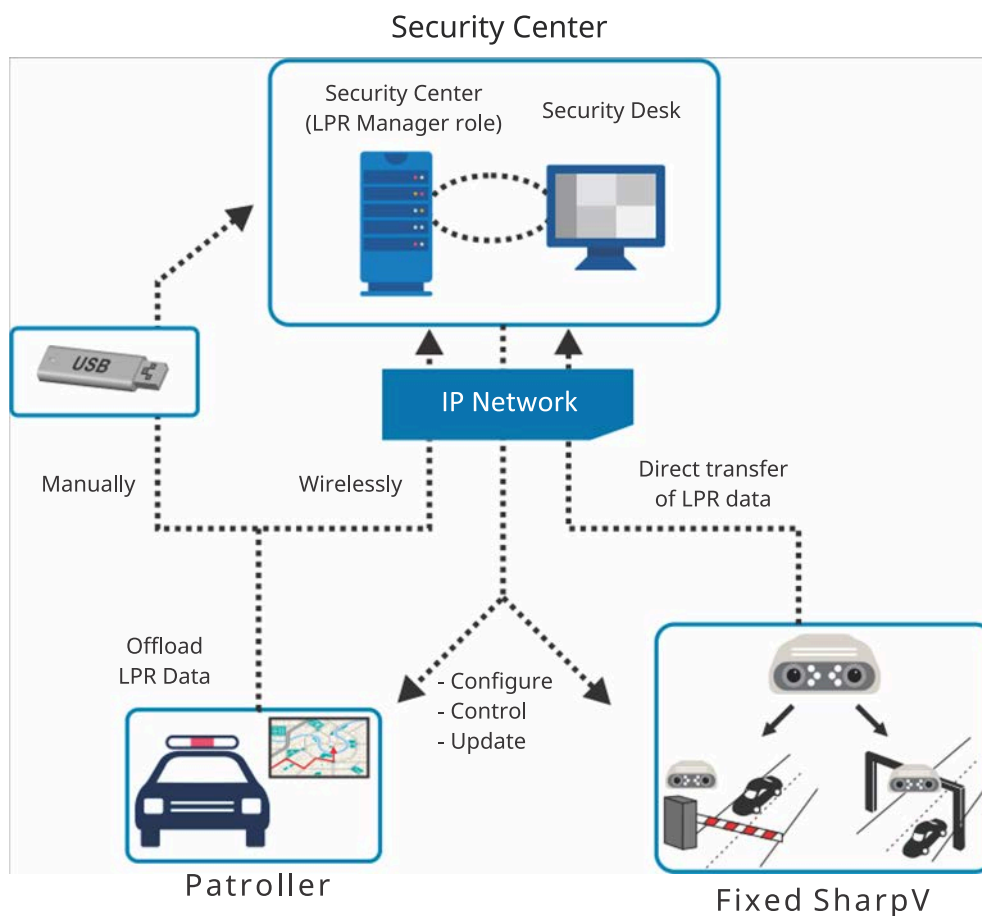 Security Center
Security Center
(LPR Manager role)
Security Desk
USB
IP Network
Manually
Wirelessly
Direct transfer
of LPR data
Offload
LPR Data
- Configure
- Control
- Update
Patroller
Fixed SharpV